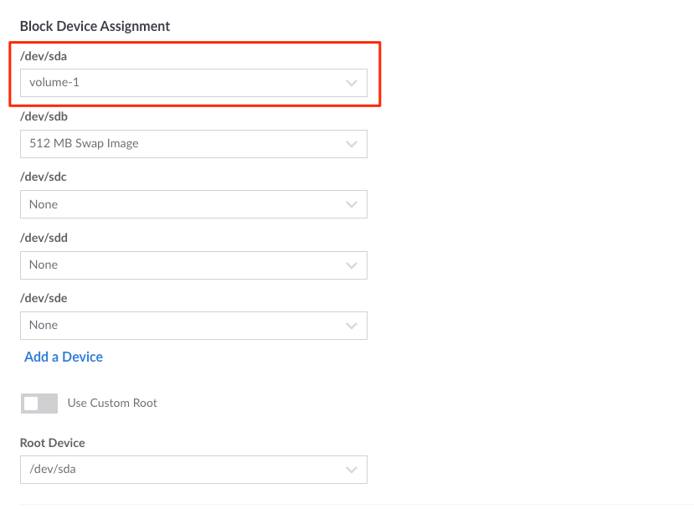 Block Device Assignment
/dev/sda
volume-1
/dev/sdb
512 MB Swap Image
/dev/sdc
None
/dev/sdd
None
/dev/sde
None
Add a Device
Use Custom Root
Root Device
/dev/sda